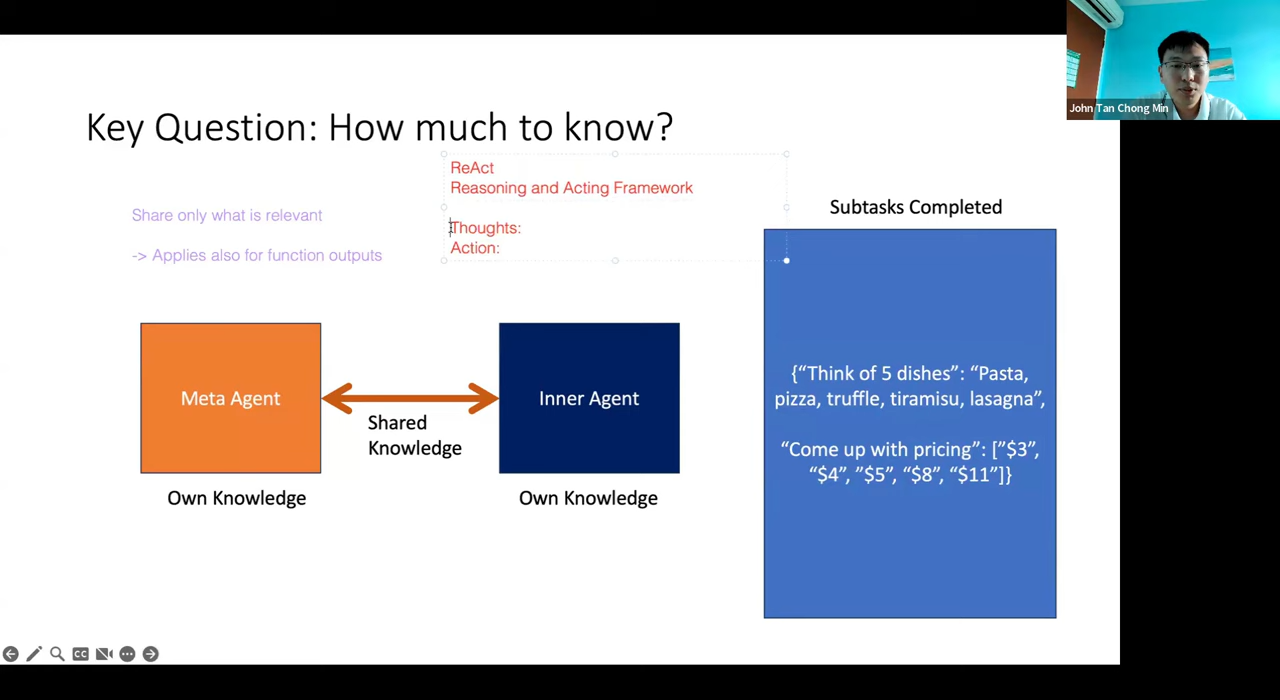 John Tan Chong Min
Key Question: How much to know?
ReAct
Reasoning and Acting Framework
Thoughts:
Action:
Share only what is relevant
-> Applies also for function outputs
Subtasks Completed
Meta Agent
Shared
Knowledge
Inner Agent
Own Knowledge
Own Knowledge
{“Think of 5 dishes”: “Pasta,
pizza, truffle, tiramisu, lasagna”,
“Come up with pricing”: [”$3”,
“$4”, ”$5”, “$8”, “$11”]}
CC